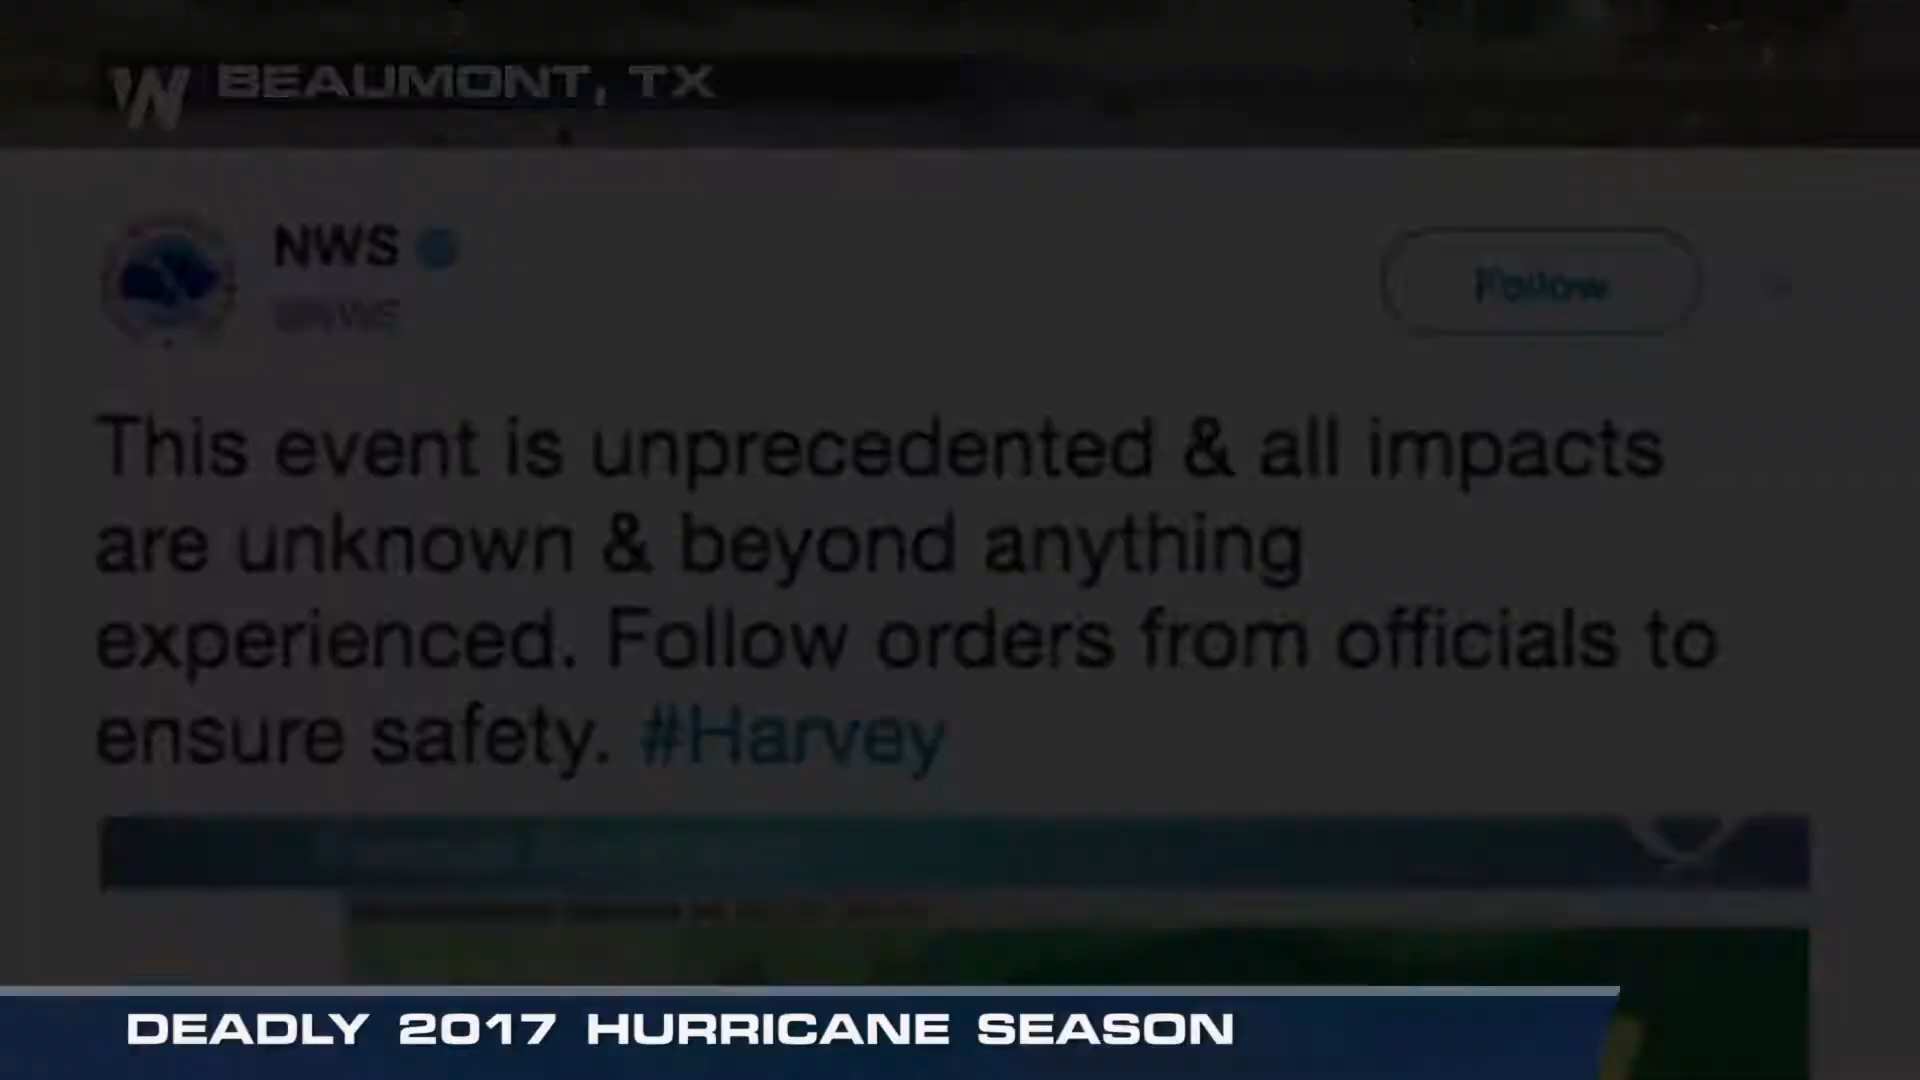 W BEAUMONT, TX
NWS
@NWS
Follow
This event is unprecedented & all impacts
are unknown & beyond anything
experienced. Follow orders from officials to
ensure safety. #Harvey
DEADLY 2017 HURRICANE SEASON